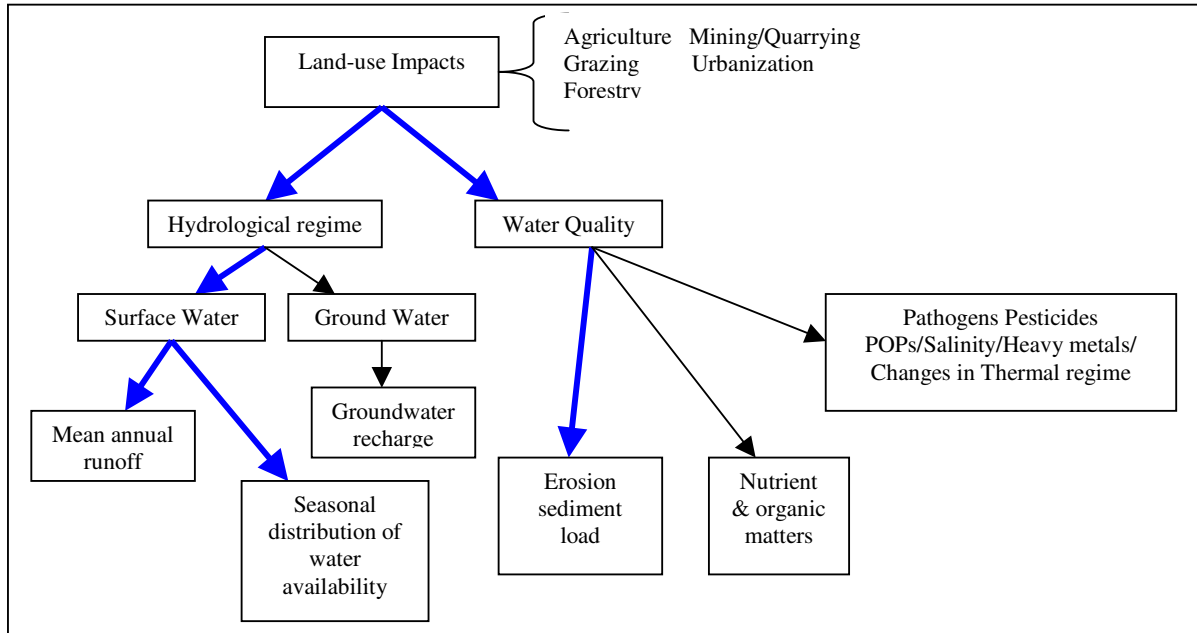 Land-use Impacts
Agriculture Mining/Quarrying
Grazing Urbanization
Forestry
Hydrological regime
Water Quality
Surface Water
Ground Water
Pathogens Pesticides
POPs/Salinity/Heavy metals/
Changes in Thermal regime
Mean annual
runoff
Groundwater
recharge
Seasonal
distribution of
water
availability
Erosion
sediment
load
Nutrient
& organic
matters